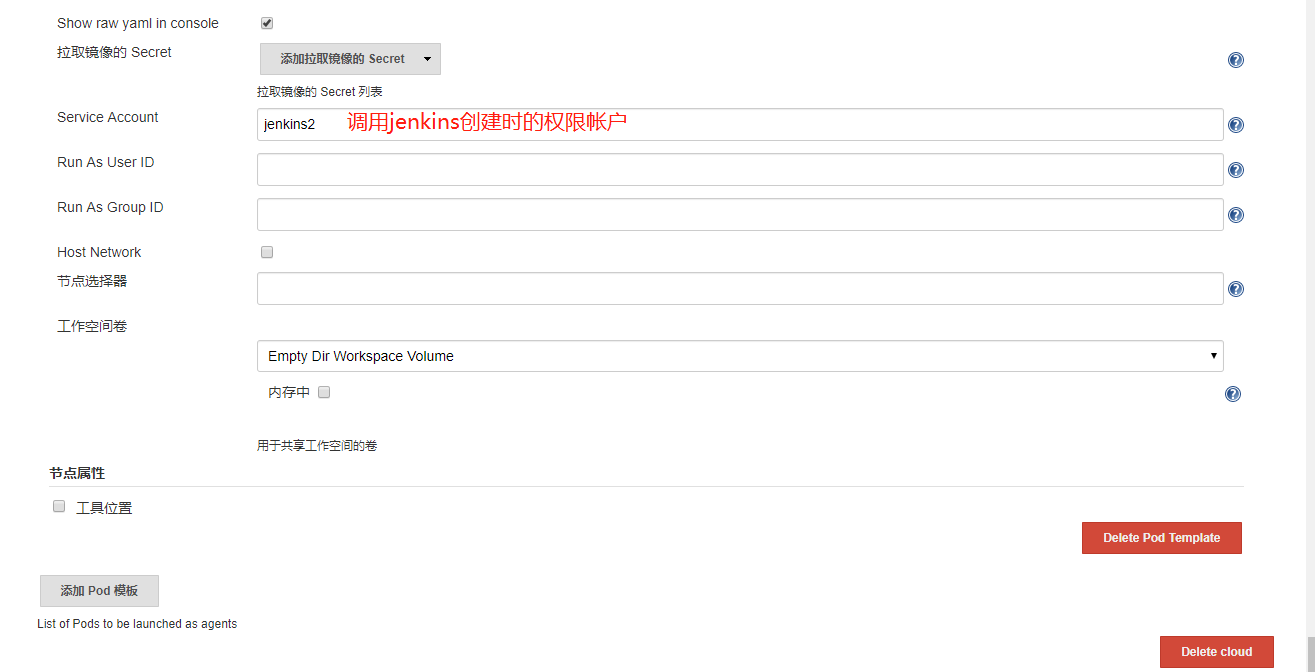 Show raw yaml in console
拉取镜像的 Secret
添加拉取镜像的 Secret
拉取镜像的 Secret 列表
Service Account
jenkins2 调用jenkins创建时的权限帐户
Run As User ID
Run As Group ID
Host Network
节点选择器
工作空间卷
Empty Dir Workspace Volume
内存中
用于共享工作空间的卷
节点属性
工具位置
Delete Pod Template
添加 Pod 模板
List of Pods to be launched as agents
Delete cloud